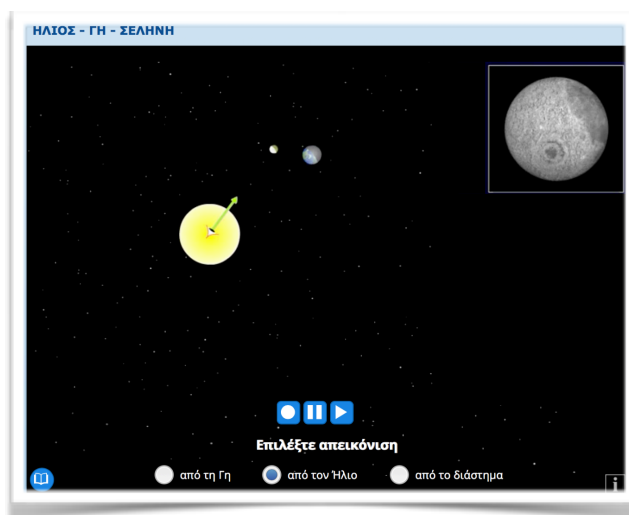 ΗΛΙΟΣ - ΓΗ - ΣΕΛΗΝΗ
Επιλέξτε απεικόνιση
από τη Γη
από τον Ήλιο
από το διάστημα
i